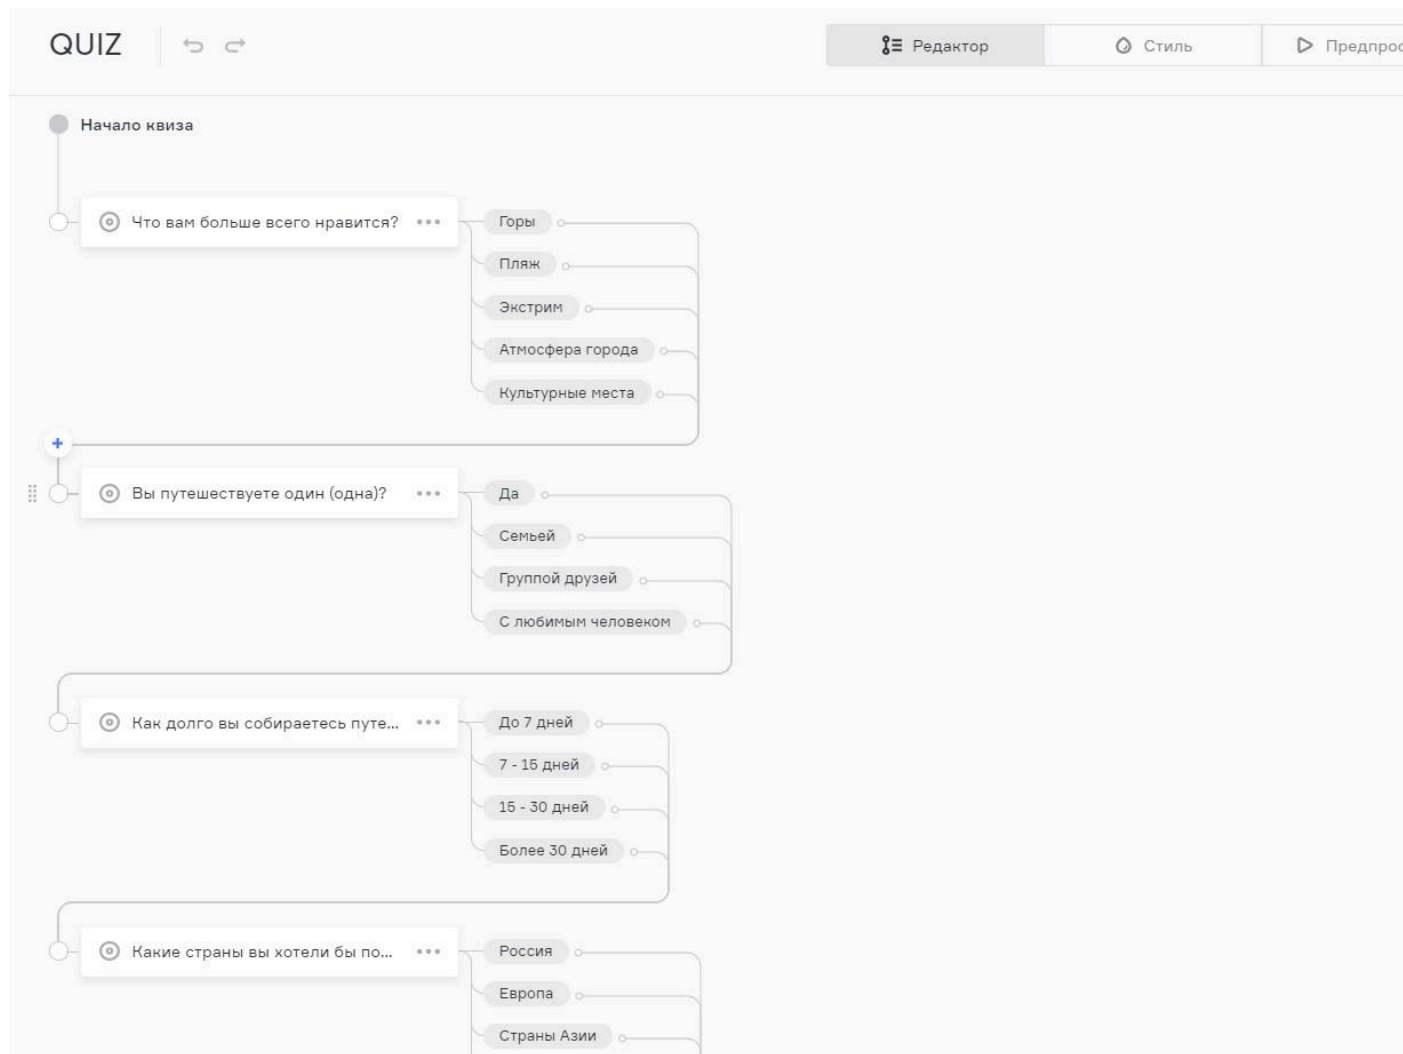 QUIZ
Редактор
Стиль
Начало квиза
Что вам больше всего нравится?
Горы
Пляж
Экстрим
Атмосфера города
Культурные места
Вы путешествуете один (одна)?
Да
Семьей
Группой друзей
С любимым человеком
Как долго вы собираетесь путе...
До 7 дней
7 - 15 дней
15 - 30 дней
Более 30 дней
Какие страны вы хотели бы по...
Россия
Европа
Страны Азии